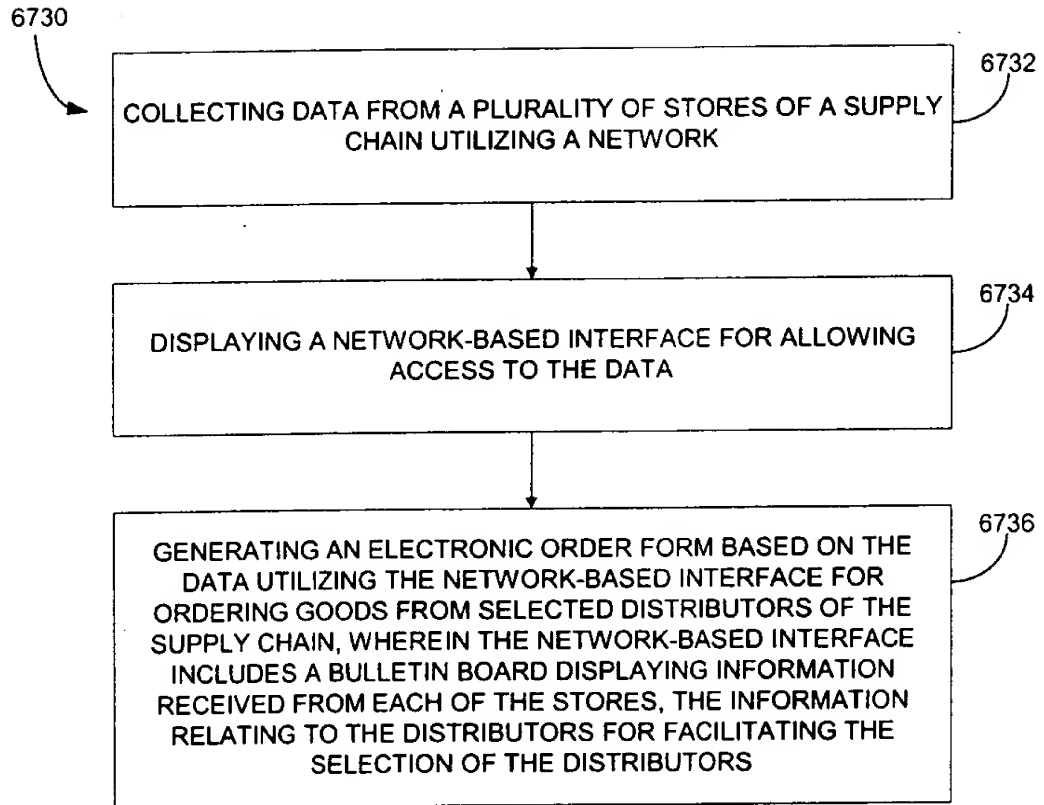 6730
6732
COLLECTING DATA FROM A PLURALITY OF STORES OF A SUPPLY
CHAIN UTILIZING A NETWORK
6734
DISPLAYING A NETWORK-BASED INTERFACE FOR ALLOWING
ACCESS TO THE DATA
6736
GENERATING AN ELECTRONIC ORDER FORM BASED ON THE
DATA UTILIZING THE NETWORK-BASED INTERFACE FOR
ORDERING GOODS FROM SELECTED DISTRIBUTORS OF THE
SUPPLY CHAIN, WHEREIN THE NETWORK-BASED INTERFACE
INCLUDES A BULLETIN BOARD DISPLAYING INFORMATION
RECEIVED FROM EACH OF THE STORES, THE INFORMATION
RELATING TO THE DISTRIBUTORS FOR FACILITATING THE
SELECTION OF THE DISTRIBUTORS